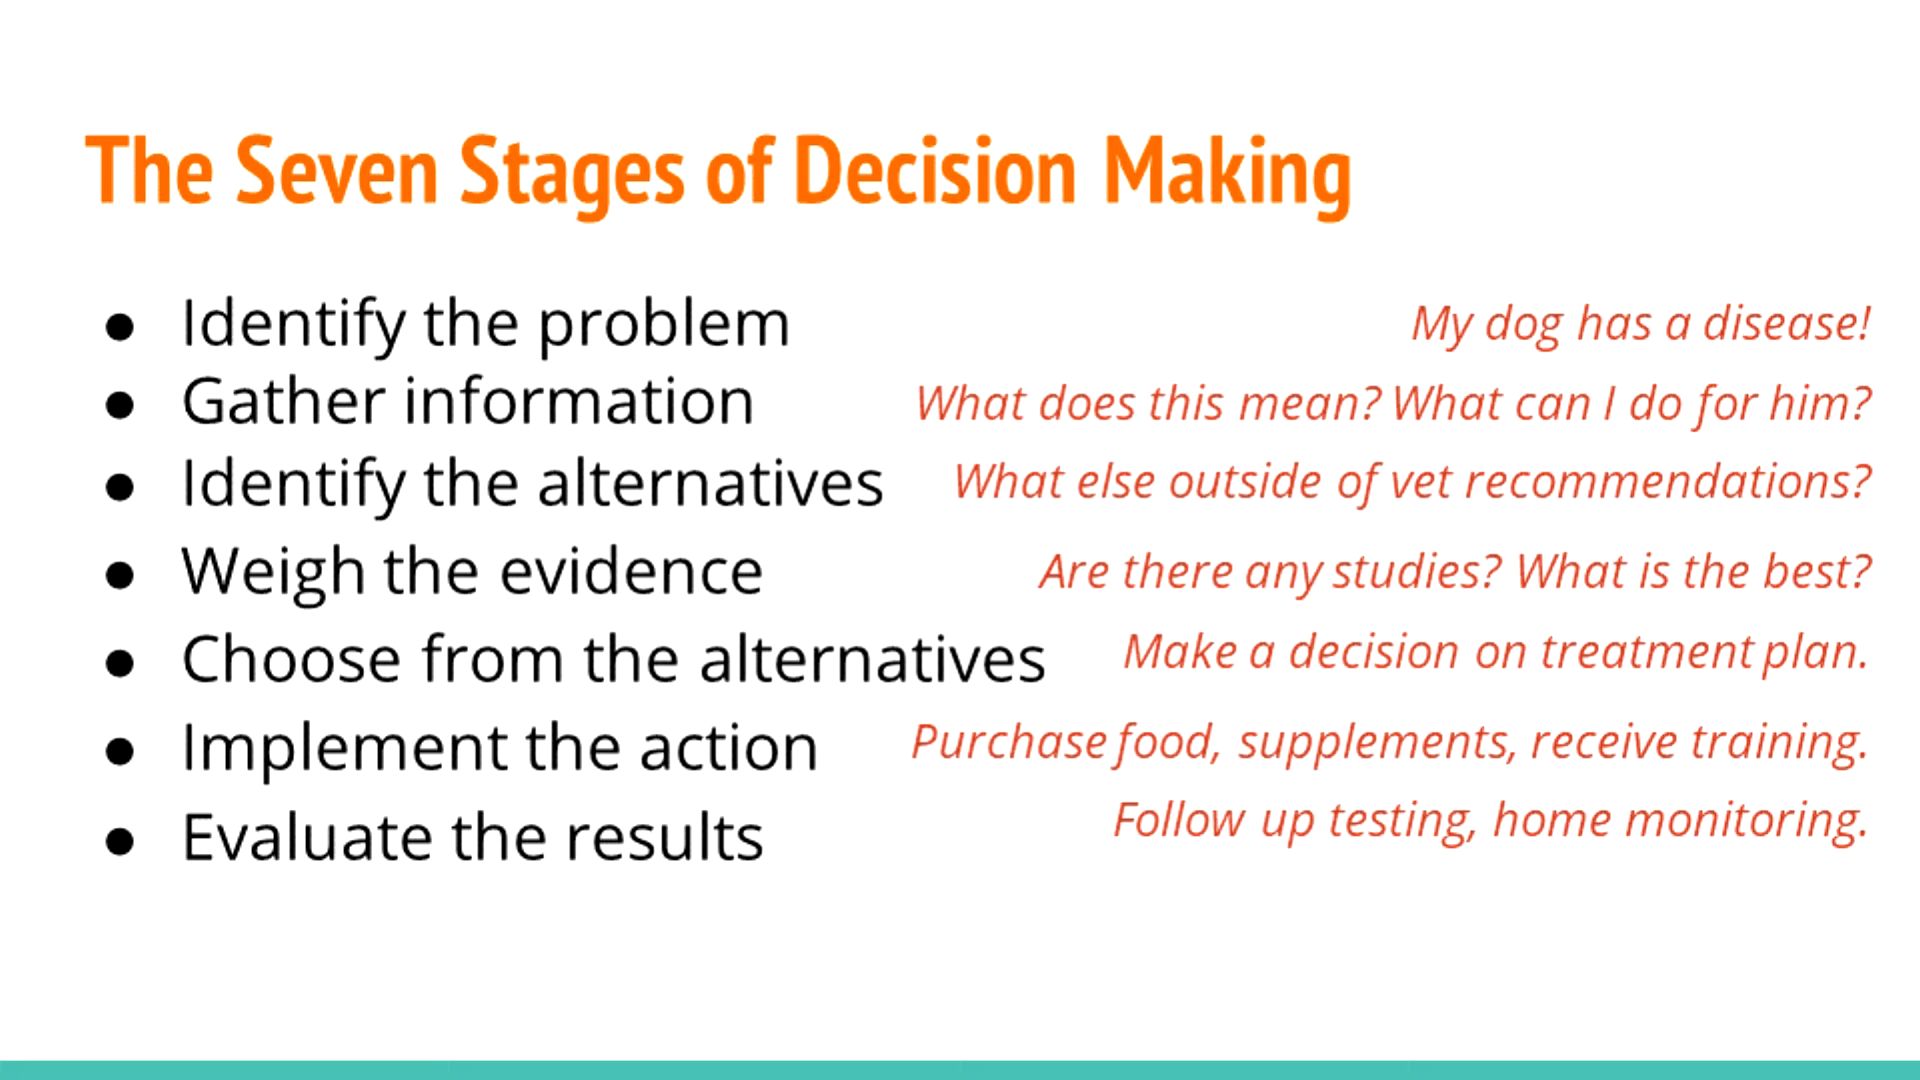 The Seven Stages of Decision Making
● Identify the problem My dog has a disease!
● Gather information What does this mean? What can I do for him?
● Identify the alternatives What else outside of vet recommendations?
● Weigh the evidence Are there any studies? What is the best?
● Choose from the alternatives Make a decision on treatment plan.
● Implement the action Purchase food, supplements, receive training.
● Evaluate the results Follow up testing, home monitoring.